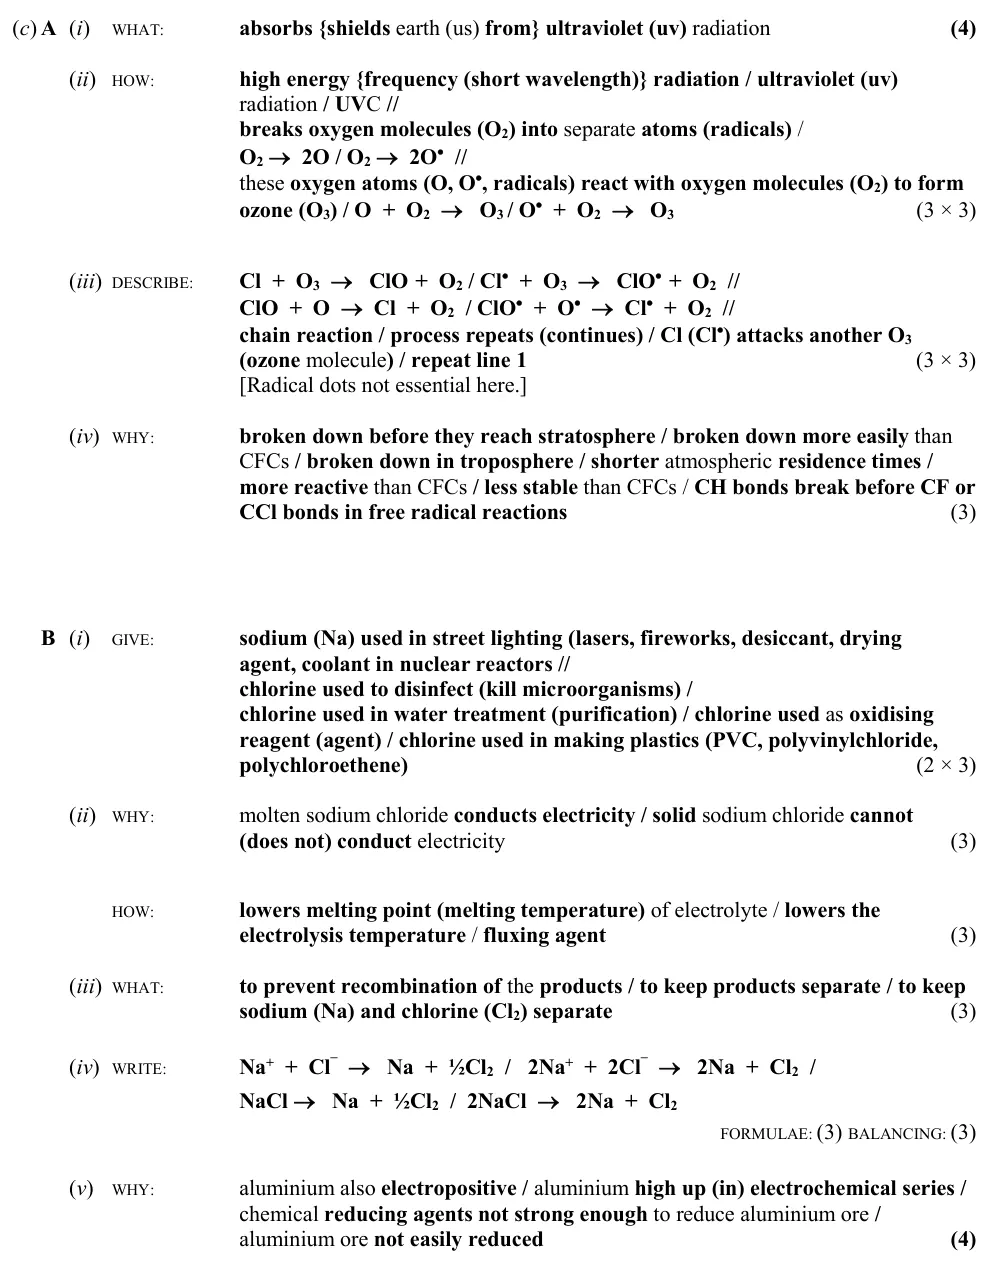 (c) A (i) WHAT: absorbs {shields earth (us) from} ultraviolet (uv) radiation (4)
(ii) HOW: high energy {frequency (short wavelength)} radiation / ultraviolet (uv)
radiation / UVC //
breaks oxygen molecules (O₂) into separate atoms (radicals) /
O₂ → 2O / O₂ → 2O• //
these oxygen atoms (O, O•, radicals) react with oxygen molecules (O₂) to form
ozone (O₃) / O + O₂ → O₃ / O• + O₂ → O₃ (3 × 3)
(iii) DESCRIBE: Cl + O₃ → ClO + O₂ / Cl• + O₃ → ClO• + O₂ //
ClO + O → Cl + O₂ / ClO• + O• → Cl• + O₂ //
chain reaction / process repeats (continues) / Cl (Cl•) attacks another O₃
(ozone molecule) / repeat line 1 (3 × 3)
[Radical dots not essential here.]
(iv) WHY: broken down before they reach stratosphere / broken down more easily than
CFCs / broken down in troposphere / shorter atmospheric residence times /
more reactive than CFCs / less stable than CFCs / CH bonds break before CF or
CCl bonds in free radical reactions (3)
B (i) GIVE: sodium (Na) used in street lighting (lasers, fireworks, desiccant, drying
agent, coolant in nuclear reactors //
chlorine used to disinfect (kill microorganisms) /
chlorine used in water treatment (purification) / chlorine used as oxidising
reagent (agent) / chlorine used in making plastics (PVC, polyvinylchloride,
polychloroethene) (2 × 3)
(ii) WHY: molten sodium chloride conducts electricity / solid sodium chloride cannot
(does not) conduct electricity (3)
HOW: lowers melting point (melting temperature) of electrolyte / lowers the
electrolysis temperature / fluxing agent (3)
(iii) WHAT: to prevent recombination of the products / to keep products separate / to keep
sodium (Na) and chlorine (Cl₂) separate (3)
(iv) WRITE: Na⁺ + Cl⁻ → Na + ½Cl₂ / 2Na⁺ + 2Cl⁻ → 2Na + Cl₂ /
NaCl → Na + ½Cl₂ / 2NaCl → 2Na + Cl₂
FORMULAE: (3) BALANCING: (3)
(v) WHY: aluminium also electropositive / aluminium high up (in) electrochemical series /
chemical reducing agents not strong enough to reduce aluminium ore /
aluminium ore not easily reduced (4)